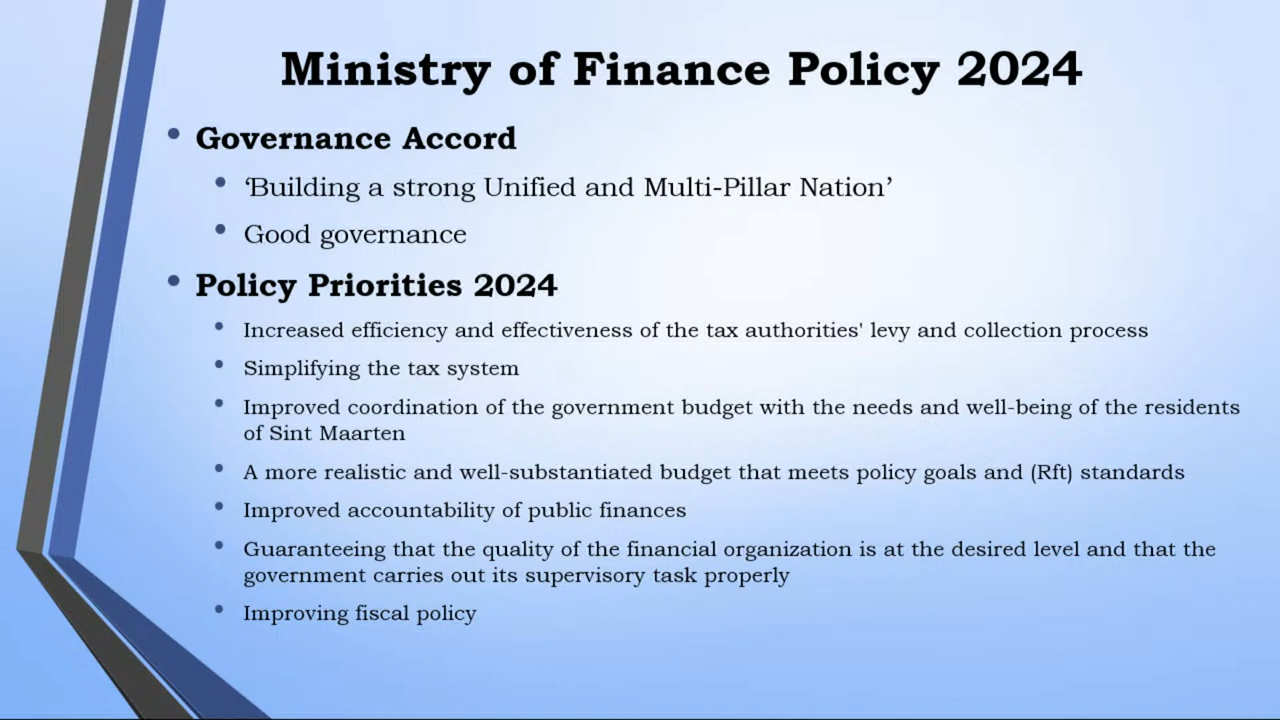 Ministry of Finance Policy 2024
• Governance Accord
• ‘Building a strong Unified and Multi-Pillar Nation’
• Good governance
• Policy Priorities 2024
• Increased efficiency and effectiveness of the tax authorities' levy and collection process
• Simplifying the tax system
• Improved coordination of the government budget with the needs and well-being of the residents
of Sint Maarten
• A more realistic and well-substantiated budget that meets policy goals and (Rft) standards
• Improved accountability of public finances
• Guaranteeing that the quality of the financial organization is at the desired level and that the
government carries out its supervisory task properly
• Improving fiscal policy